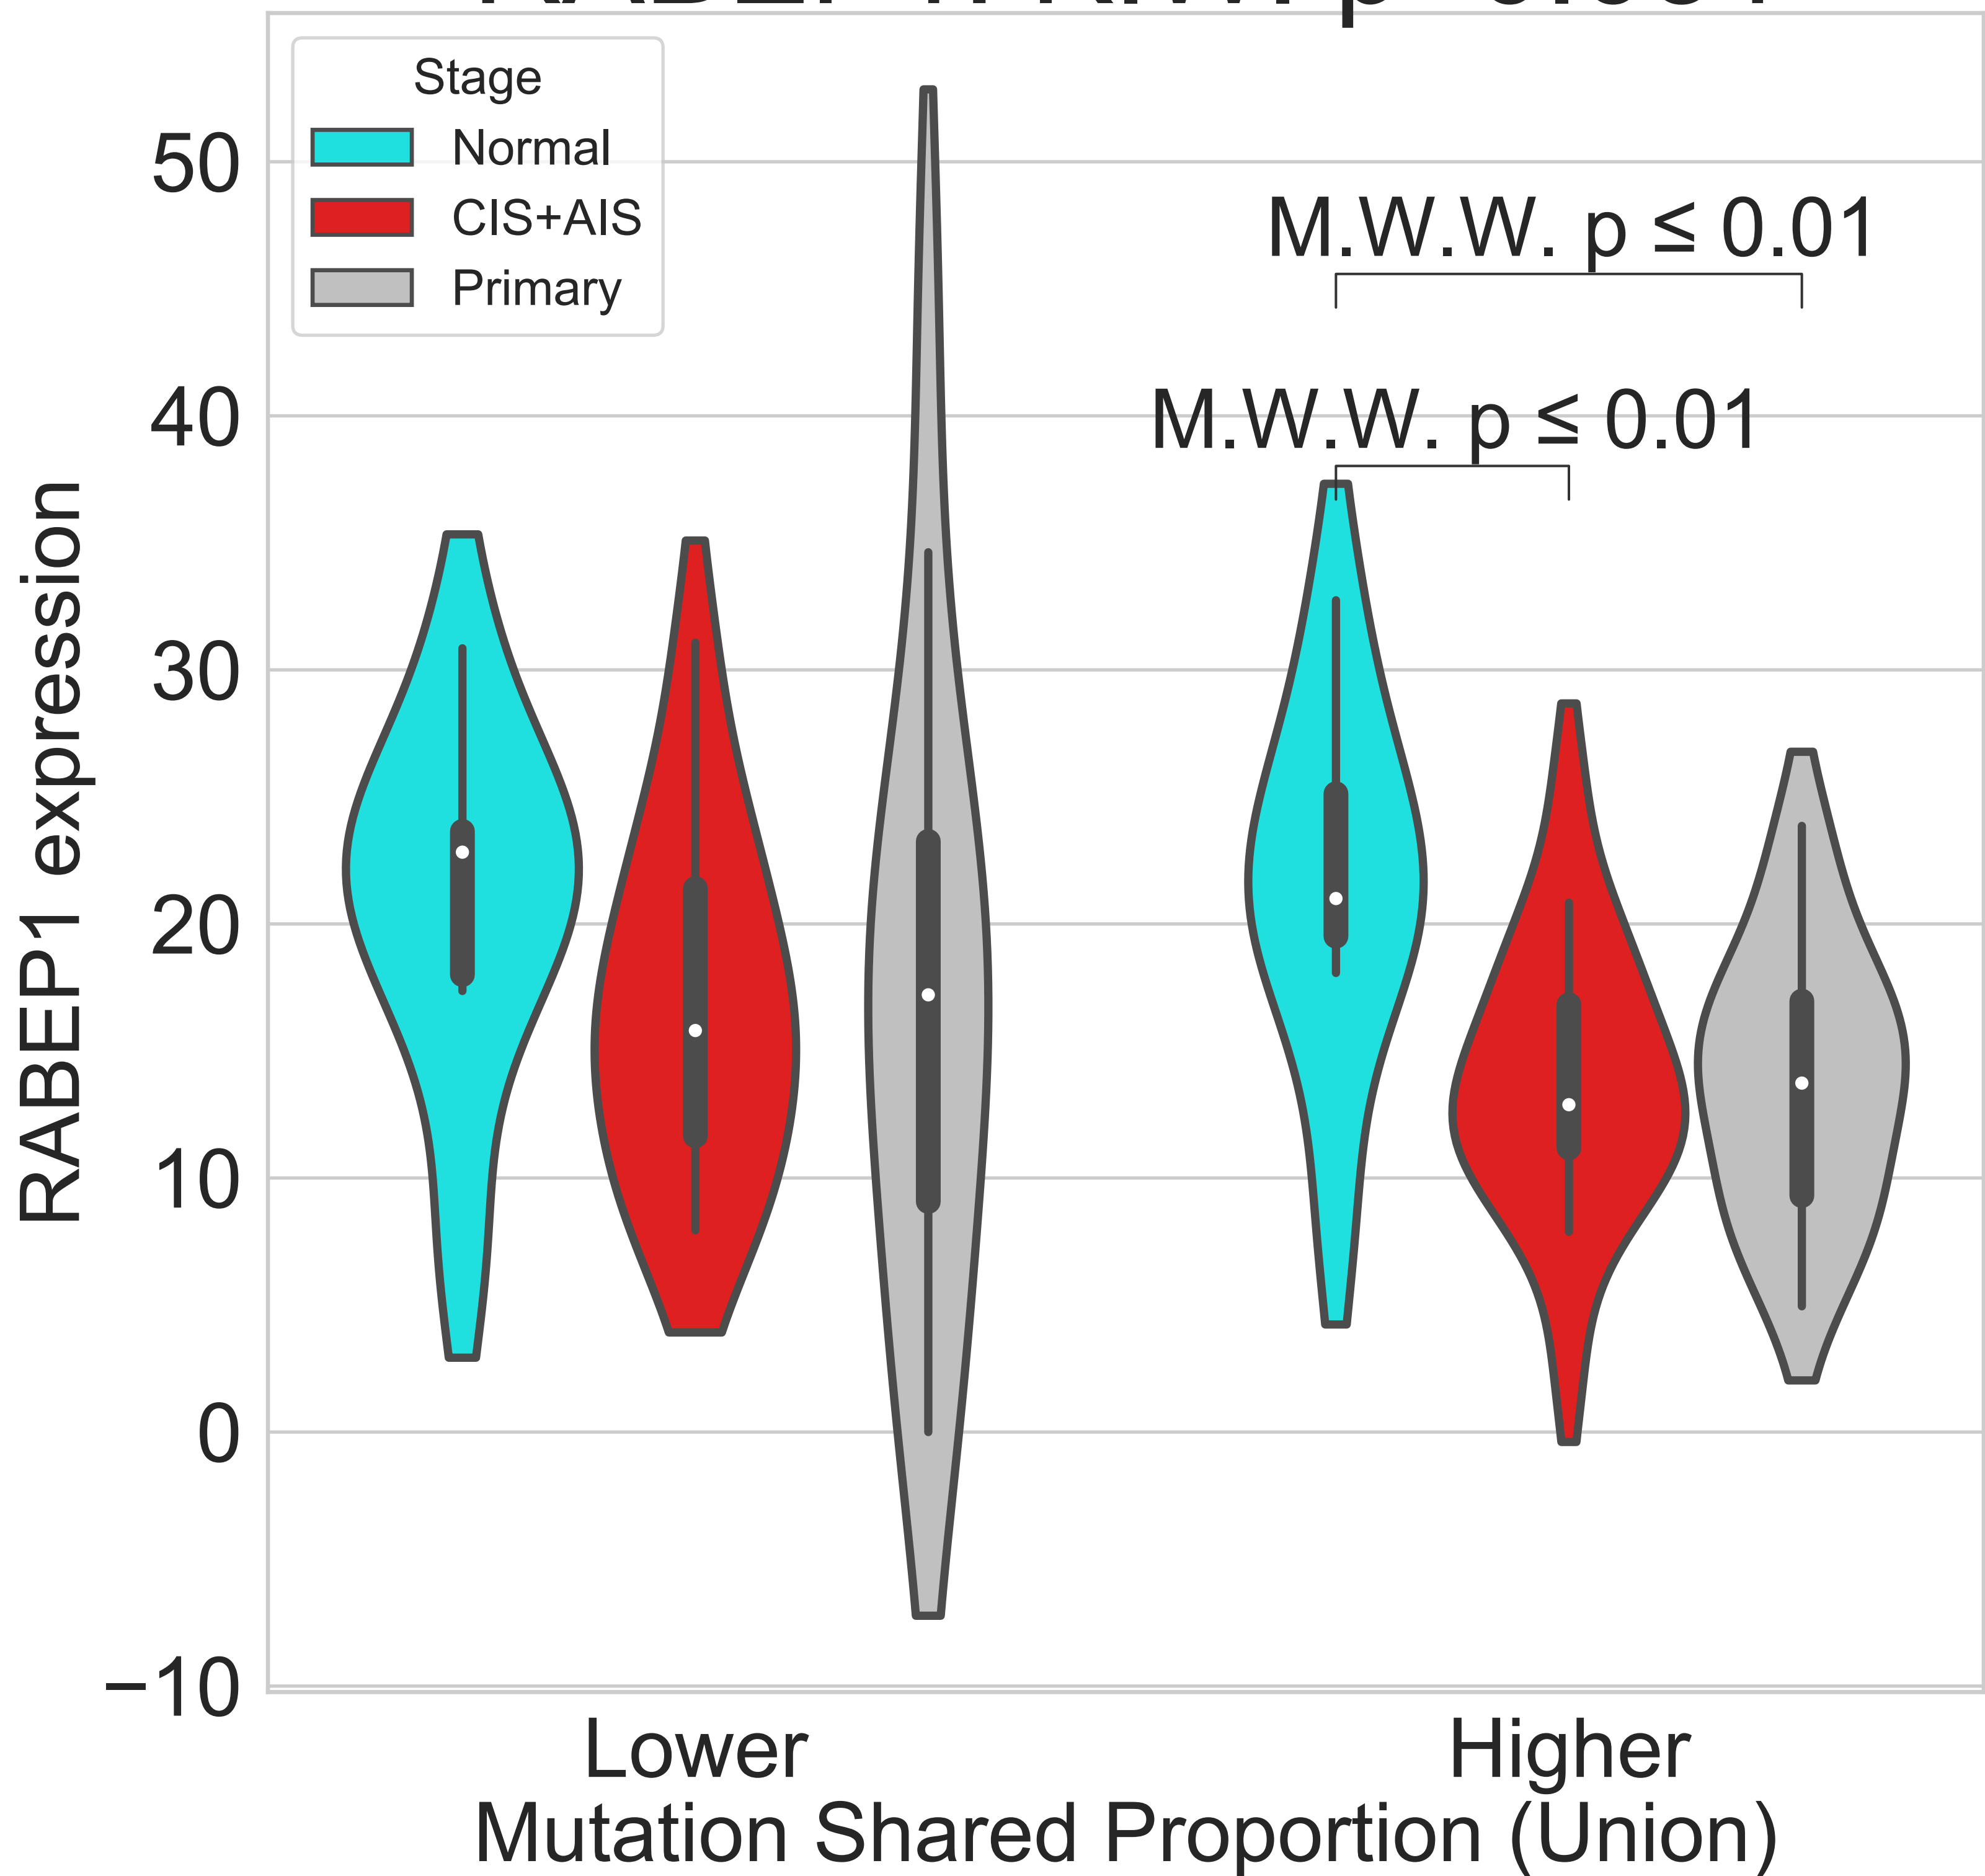 Stage
Normal
CIS+AIS
Primary
M.W.W. p ≤ 0.01
M.W.W. p ≤ 0.01
50
40
30
20
10
0
−10
RABEP1 expression
Lower
Higher
Mutation Shared Proportion (Union)